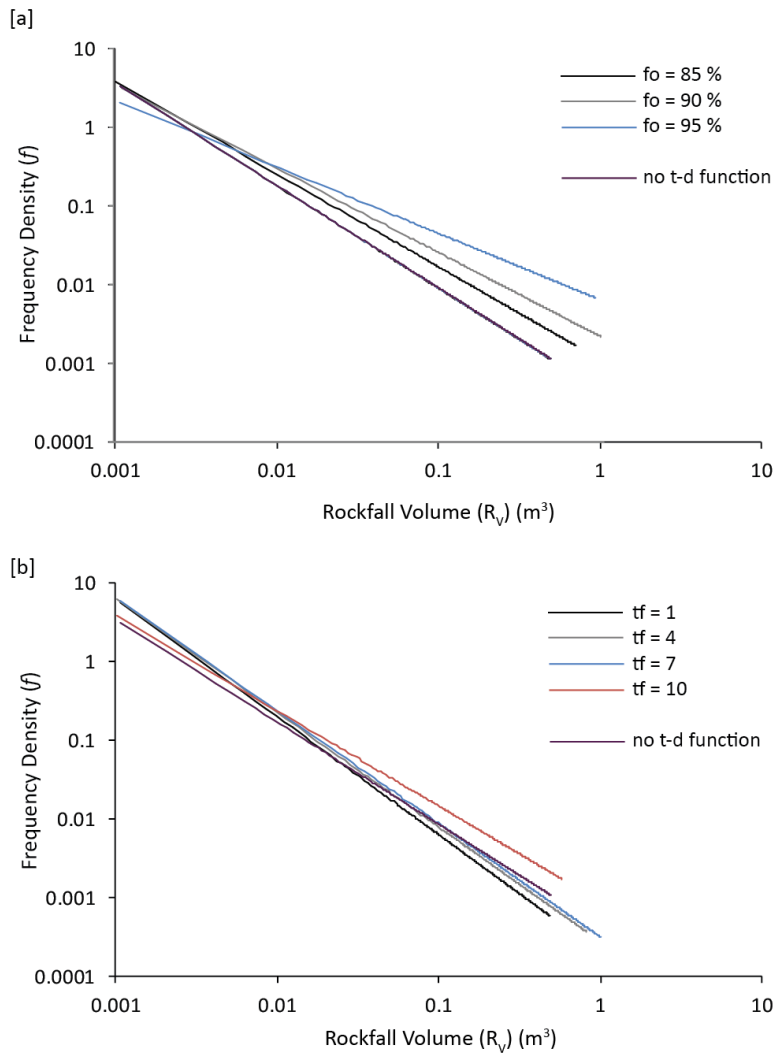 [a]
10
1
0.1
0.01
0.001
0.0001
Frequency Density (f)
fo = 85 %
fo = 90 %
fo = 95 %
no t-d function
0.001 0.01 0.1 1 10
Rockfall Volume (Rᵥ) (m³)
[b]
10
1
0.1
0.01
0.001
0.0001
Frequency Density (f)
tf = 1
tf = 4
tf = 7
tf = 10
no t-d function
0.001 0.01 0.1 1 10
Rockfall Volume (Rᵥ) (m³)